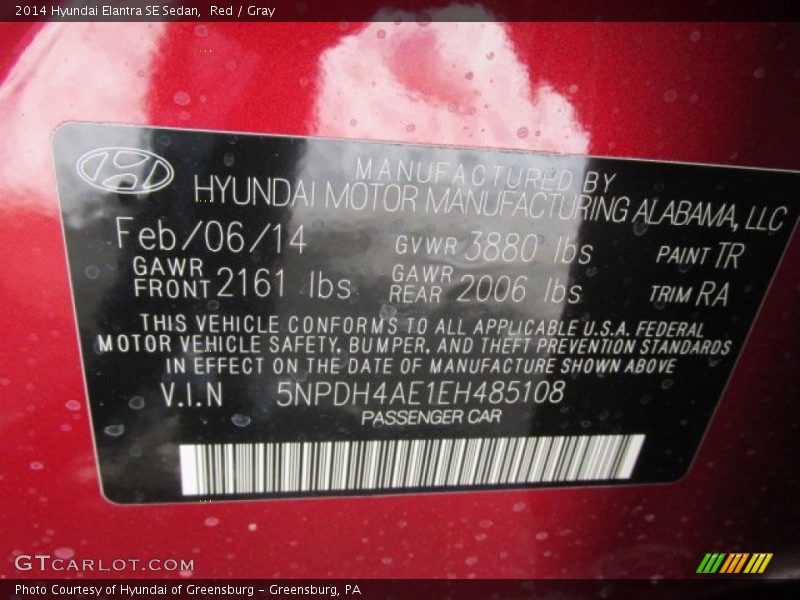 2014 Hyundai Elantra SE Sedan, Red / Gray
MANUFACTURED BY
HYUNDAI MOTOR MANUFACTURING ALABAMA, LLC
Feb/06/14 GVWR 3880 lbs PAINT TR
GAWR FRONT 2161 lbs GAWR REAR 2006 lbs TRIM RA
THIS VEHICLE CONFORMS TO ALL APPLICABLE U.S.A. FEDERAL
MOTOR VEHICLE SAFETY, BUMPER, AND THEFT PREVENTION STANDARDS
IN EFFECT ON THE DATE OF MANUFACTURE SHOWN ABOVE
V.I.N 5NPDH4AE1EH485108
PASSENGER CAR
GTCARLOT.COM
Photo Courtesy of Hyundai of Greensburg - Greensburg, PA